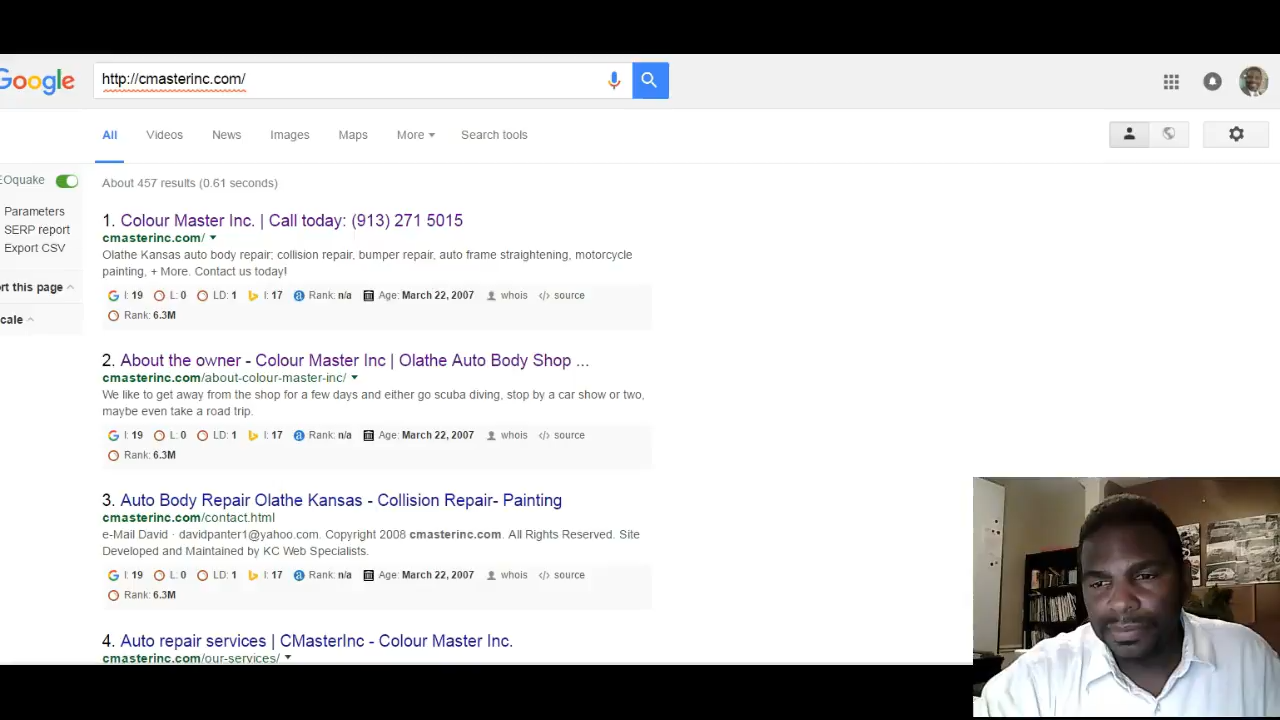 Google
http://cmasterinc.com/
All Videos News Images Maps More Search tools
EOquake
Parameters
SERP report
Export CSV
rt this page
cale
About 457 results (0.61 seconds)
1. Colour Master Inc. | Call today: (913) 271 5015
cmasterinc.com/
Olathe Kansas auto body repair; collision repair, bumper repair, auto frame straightening, motorcycle
painting, + More. Contact us today!
I: 19 L: 0 LD: 1 I: 17 Rank: n/a Age: March 22, 2007 whois source
Rank: 6.3M
2. About the owner - Colour Master Inc | Olathe Auto Body Shop ...
cmasterinc.com/about-colour-master-inc/
We like to get away from the shop for a few days and either go scuba diving, stop by a car show or two,
maybe even take a road trip.
I: 19 L: 0 LD: 1 I: 17 Rank: n/a Age: March 22, 2007 whois source
Rank: 6.3M
3. Auto Body Repair Olathe Kansas - Collision Repair- Painting
cmasterinc.com/contact.html
e-Mail David · davidpanter1@yahoo.com. Copyright 2008 cmasterinc.com. All Rights Reserved. Site
Developed and Maintained by KC Web Specialists.
I: 19 L: 0 LD: 1 I: 17 Rank: n/a Age: March 22, 2007 whois source
Rank: 6.3M
4. Auto repair services | CMasterInc - Colour Master Inc.
cmasterinc.com/our-services/